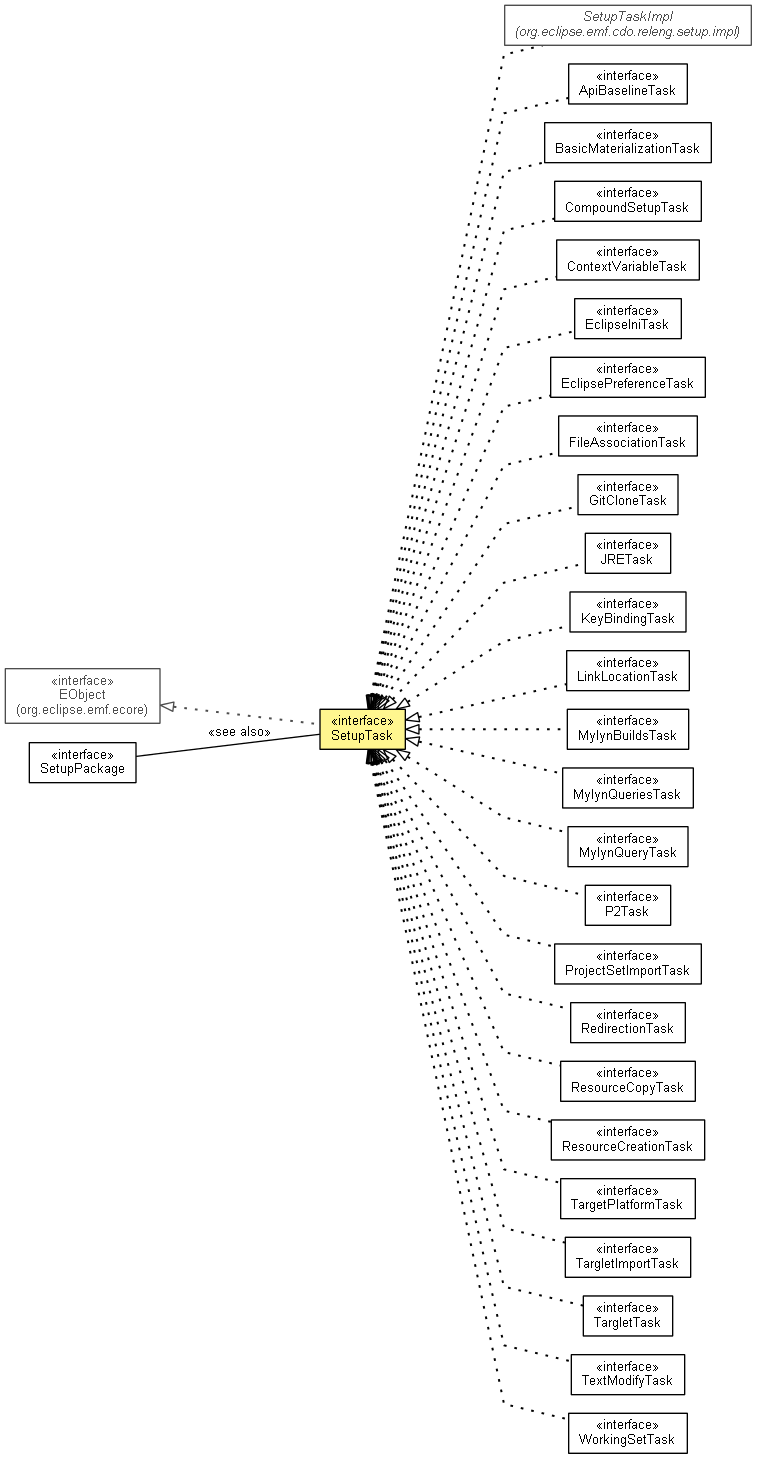 SetupTaskImpl
(org.eclipse.emf.cdo.releng.setup.impl)
«interface»
ApiBaselineTask
«interface»
BasicMaterializationTask
«interface»
CompoundSetupTask
«interface»
ContextVariableTask
«interface»
EclipseIniTask
«interface»
EclipsePreferenceTask
«interface»
FileAssociationTask
«interface»
GitCloneTask
«interface»
JRETask
«interface»
KeyBindingTask
«interface»
LinkLocationTask
«interface»
EObject
(org.eclipse.emf.ecore)
«see also»
«interface»
SetupTask
«interface»
SetupPackage
«interface»
MylynBuildsTask
«interface»
MylynQueriesTask
«interface»
MylynQueryTask
«interface»
P2Task
«interface»
ProjectSetImportTask
«interface»
RedirectionTask
«interface»
ResourceCopyTask
«interface»
ResourceCreationTask
«interface»
TargetPlatformTask
«interface»
TargletImportTask
«interface»
TargletTask
«interface»
TextModifyTask
«interface»
WorkingSetTask